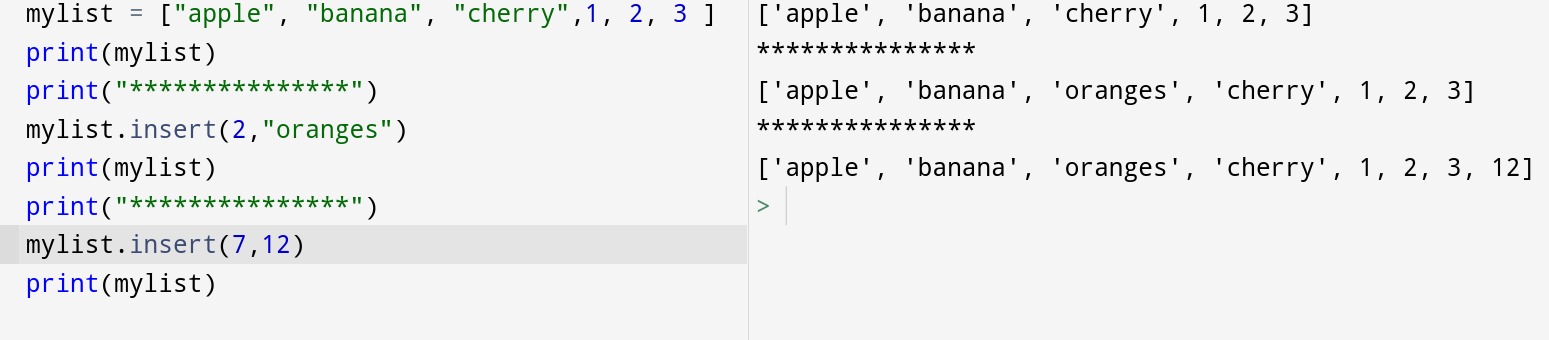 mylist = ["apple", "banana", "cherry",1, 2, 3 ]
print(mylist)
print("***************")
mylist.insert(2,"oranges")
print(mylist)
print("***************")
mylist.insert(7,12)
print(mylist)
['apple', 'banana', 'cherry', 1, 2, 3]
***************
['apple', 'banana', 'oranges', 'cherry', 1, 2, 3]
***************
['apple', 'banana', 'oranges', 'cherry', 1, 2, 3, 12]
>